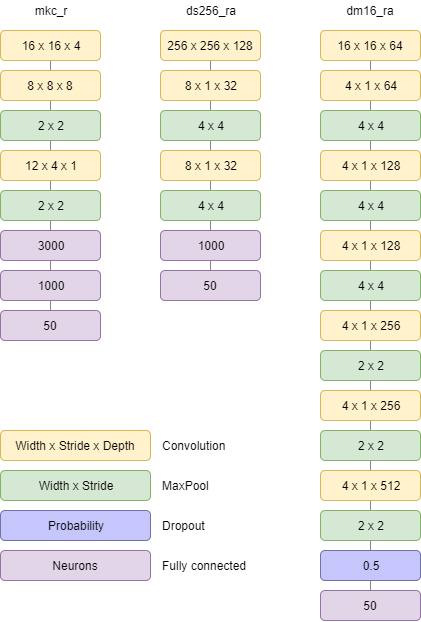 mkc_r
16 x 16 x 4
8 x 8 x 8
2 x 2
12 x 4 x 1
2 x 2
3000
1000
50
ds256_ra
256 x 256 x 128
8 x 1 x 32
4 x 4
8 x 1 x 32
4 x 4
1000
50
dm16_ra
16 x 16 x 64
4 x 1 x 64
4 x 4
4 x 1 x 128
4 x 4
4 x 1 x 128
4 x 4
4 x 1 x 256
2 x 2
4 x 1 x 256
2 x 2
4 x 1 x 512
2 x 2
0.5
50
Width x Stride x Depth Convolution
Width x Stride MaxPool
Probability Dropout
Neurons Fully connected